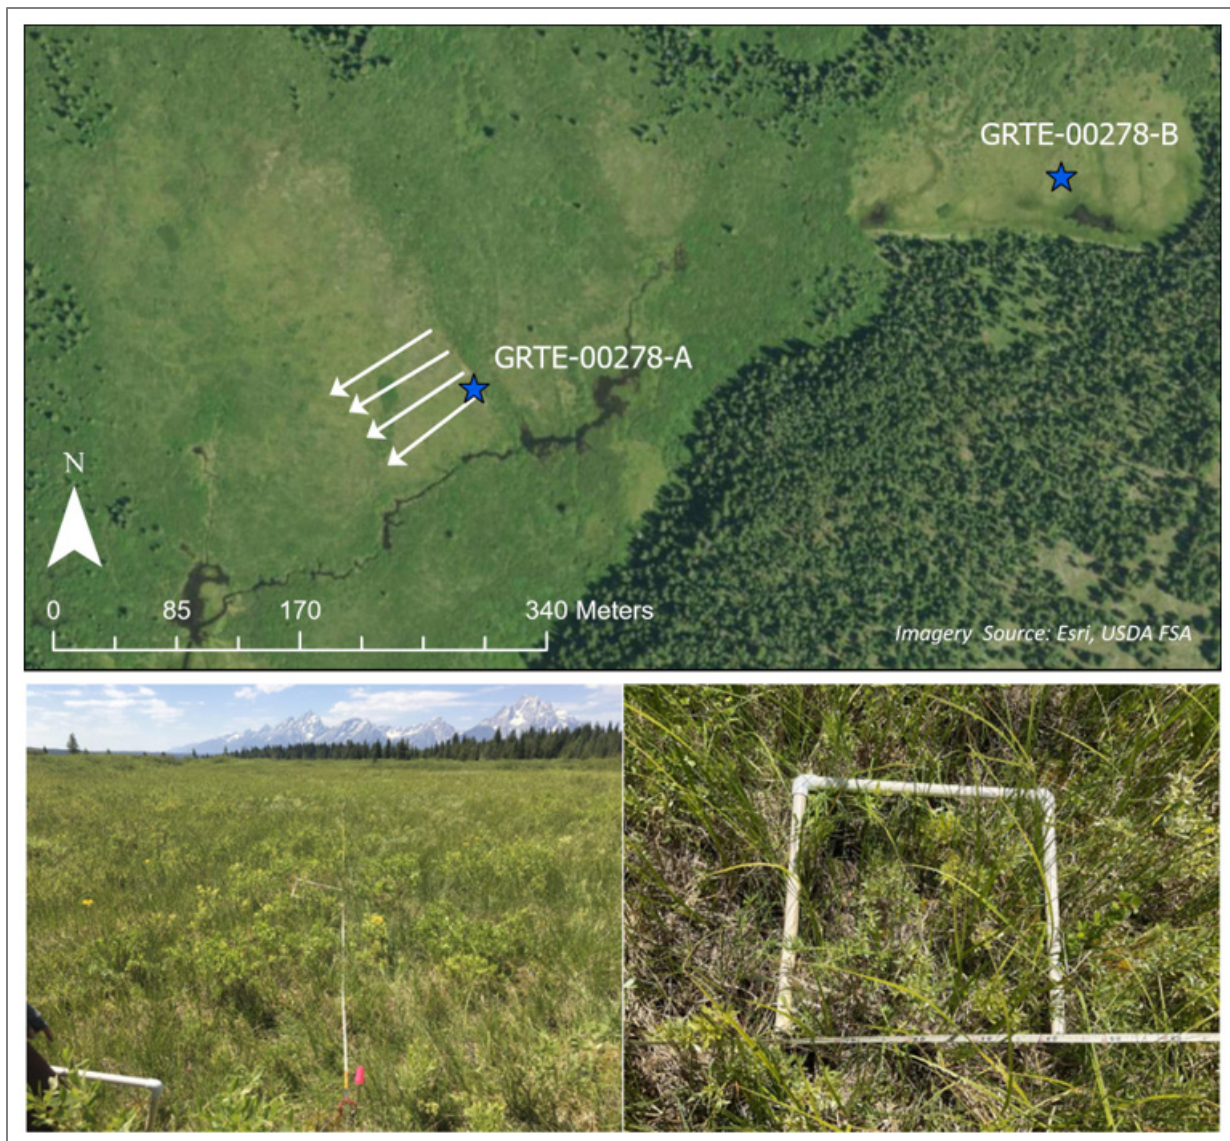 GRTE-00278-B
GRTE-00278-A
N
0 85 170 340 Meters
Imagery Source: Esri, USDA FSA